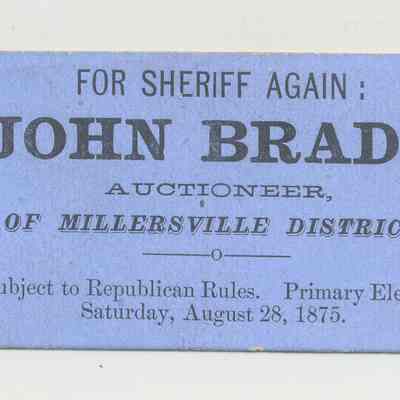 FOR SHERIFF AGAIN:
JOHN BRAD
AUCTIONEER,
OF MILLERSVILLE DISTRIC
ubject to Republican Rules. Primary Ele
Saturday, August 28, 1875.